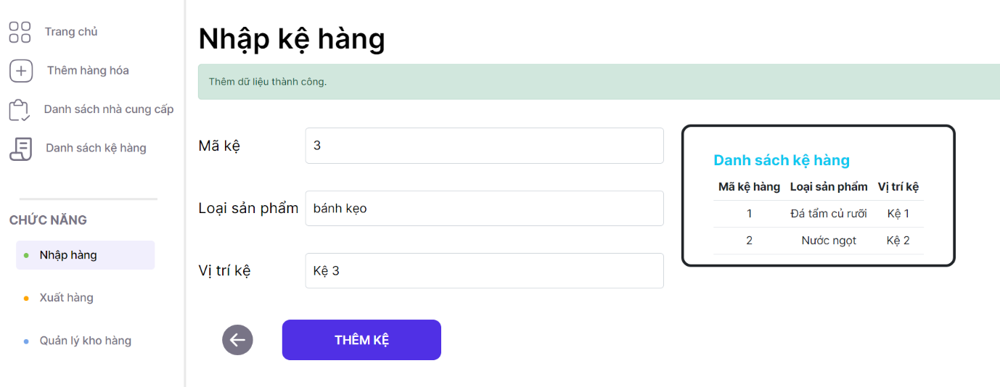 Trang chủ
Thêm hàng hóa
Danh sách nhà cung cấp
Danh sách kệ hàng
CHỨC NĂNG
Nhập hàng
Xuất hàng
Quản lý kho hàng
Nhập kệ hàng
Thêm dữ liệu thành công.
Mã kệ 3
Loại sản phẩm bánh kẹo
Vị trí kệ Kệ 3
THÊM KỆ
Danh sách kệ hàng
Mã kệ hàng Loại sản phẩm Vị trí kệ
1 Đá tẩm củ rưỡi Kệ 1
2 Nước ngọt Kệ 2